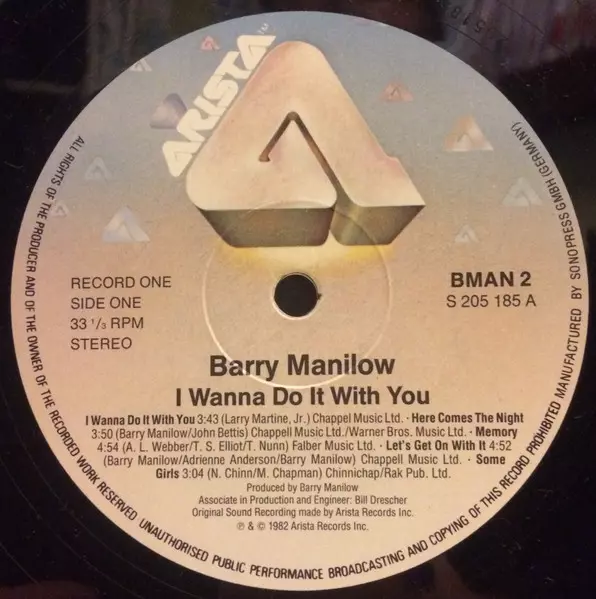 ARISTA™
RECORD ONE
SIDE ONE
33 1/3 RPM
STEREO
BMAN 2
S 205 185 A
Barry Manilow
I Wanna Do It With You
I Wanna Do It With You 3:43 (Larry Martine, Jr.) Chappel Music Ltd. · Here Comes The Night
3:50 (Barry Manilow/John Bettis) Chappell Music Ltd./Warner Bros. Music Ltd. · Memory
4:54 (A. L. Webber/T. S. Elliot/T. Nunn) Falber Music Ltd. · Let's Get On With It 4:52
(Barry Manilow/Adrienne Anderson/Barry Manilow) Chappell Music Ltd. · Some
Girls 3:04 (N. Chinn/M. Chapman) Chinnichap/Rak Pub. Ltd.
Produced by Barry Manilow
Associate in Production and Engineer: Bill Drescher
Original Sound Recording made by Arista Records Inc.
℗ & © 1982 Arista Records Inc.
ALL RIGHTS OF THE PRODUCER AND OF THE OWNER OF THE RECORDED WORK RESERVED UNAUTHORISED PUBLIC PERFORMANCE BROADCASTING AND COPYING OF THIS RECORD PROHIBITED MANUFACTURED BY SONOPRESS GMBH (GERMANY)